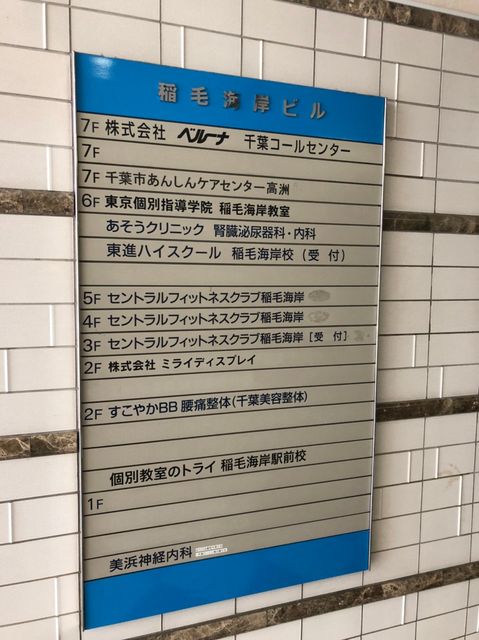 稲毛海岸ビル
7F 株式会社 ベルーナ 千葉コールセンター
7F
7F 千葉市あんしんケアセンター高洲
6F 東京個別指導学院 稲毛海岸教室
あそうクリニック 腎臓泌尿器科・内科
東進ハイスクール 稲毛海岸校（受 付）
5F セントラルフィットネスクラブ稲毛海岸
4F セントラルフィットネスクラブ稲毛海岸
3F セントラルフィットネスクラブ稲毛海岸［受 付］
2F 株式会社 ミライディスプレイ
2F すこやかBB 腰痛整体(千葉美容整体)
個別教室のトライ 稲毛海岸駅前校
1F
美浜神経内科